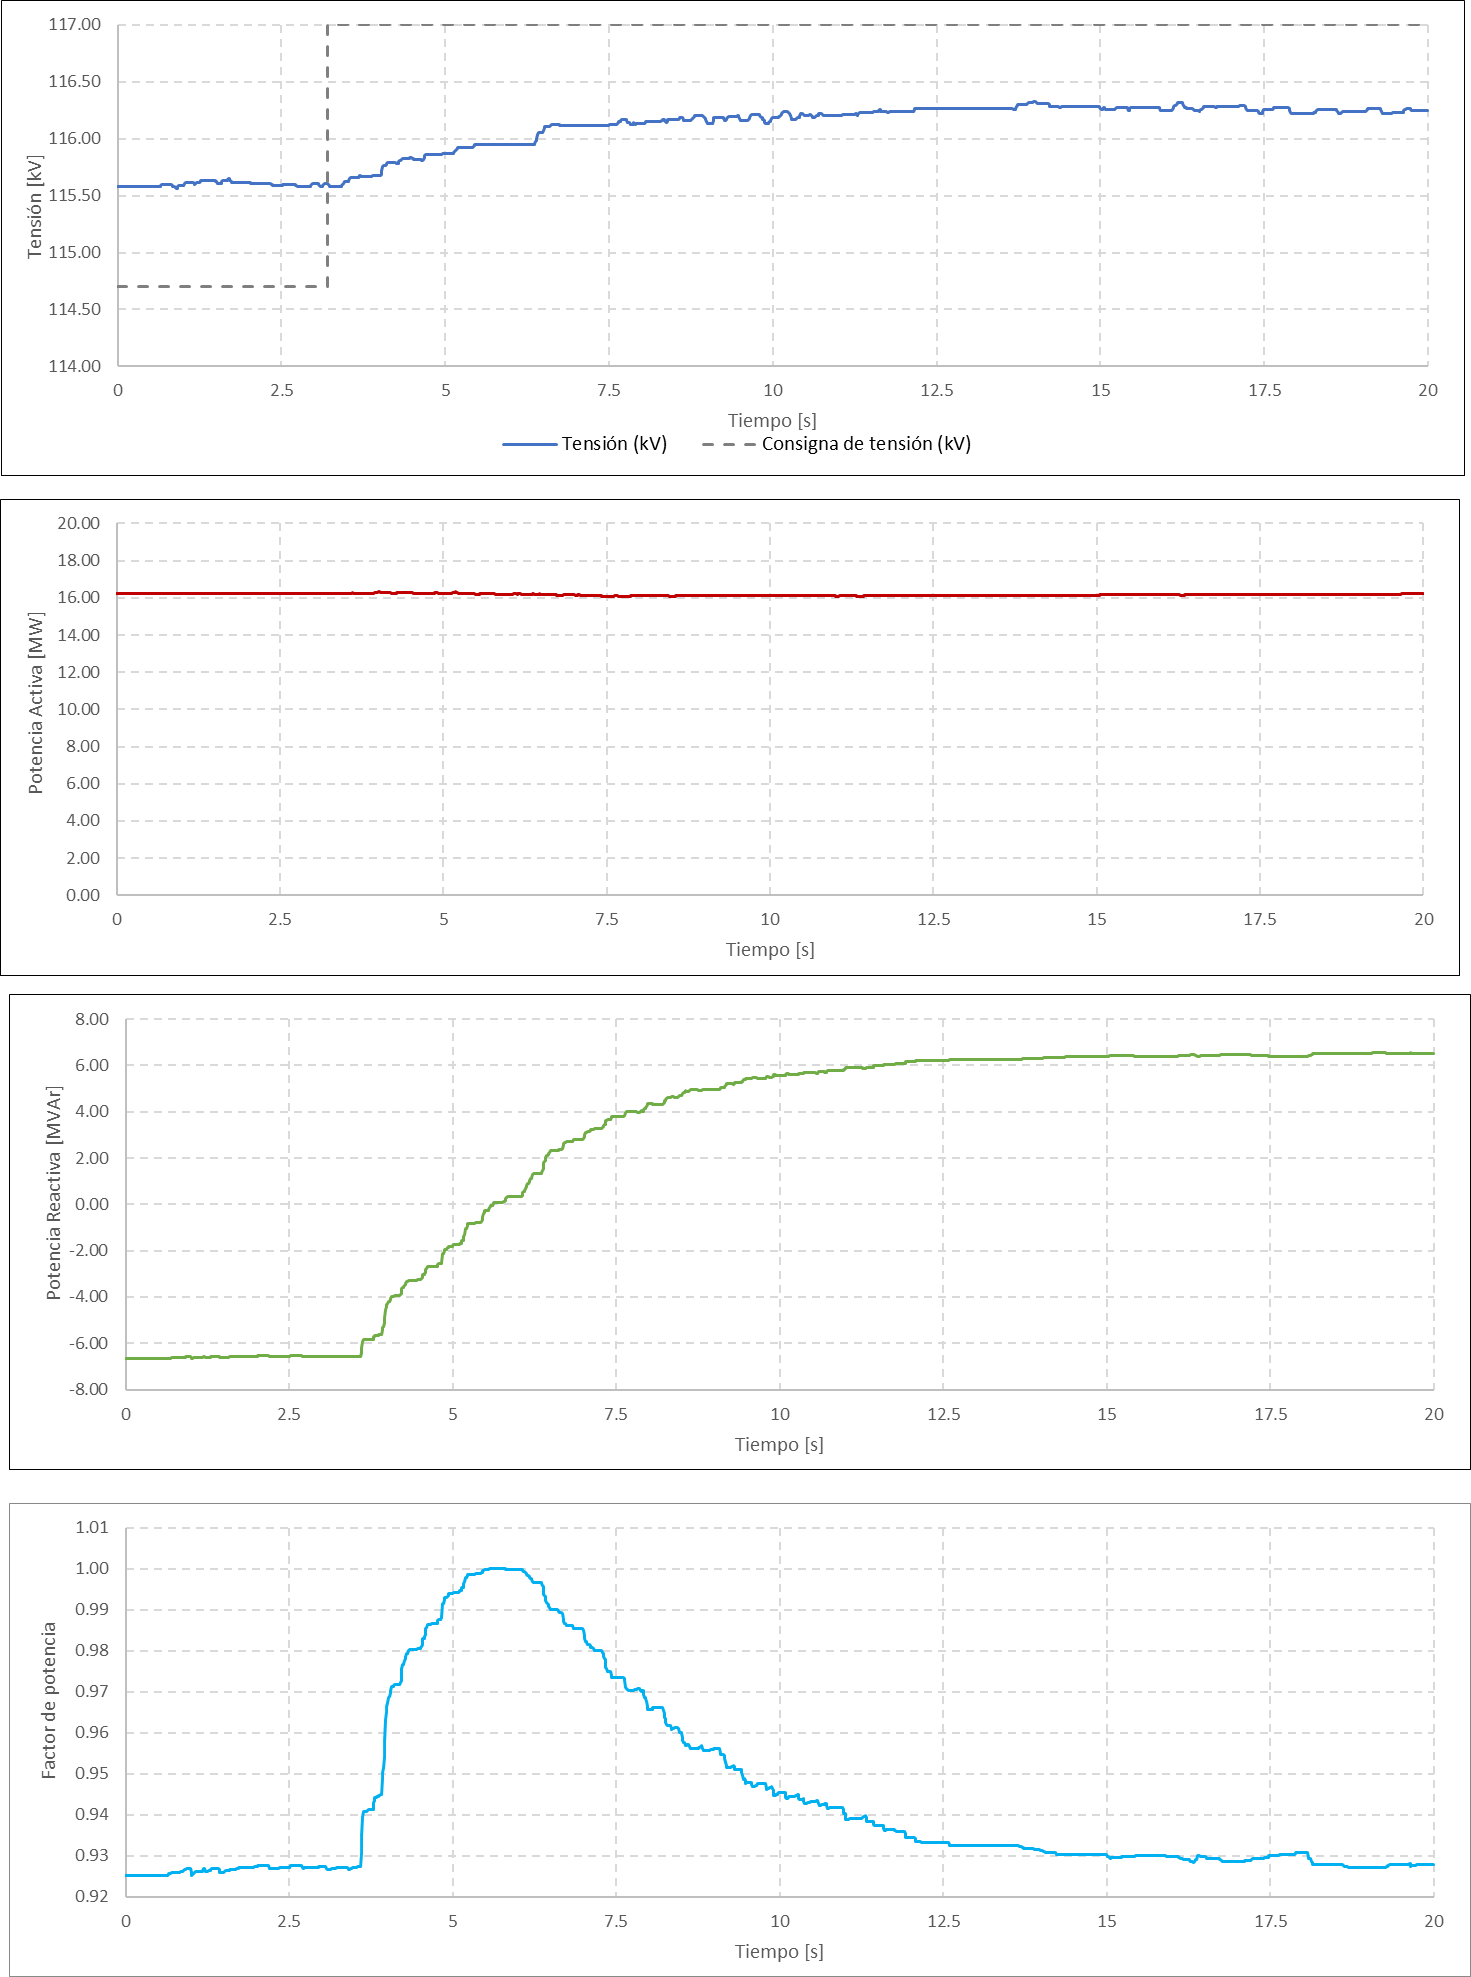 117.00
116.50
116.00
115.50
115.00
114.50
114.00
Tensión [kV]
0 2.5 5 7.5 10 12.5 15 17.5 20
Tiempo [s]
Tensión (kV) Consigna de tensión (kV)
20.00
18.00
16.00
14.00
12.00
10.00
8.00
6.00
4.00
2.00
0.00
Potencia Activa [MW]
0 2.5 5 7.5 10 12.5 15 17.5 20
Tiempo [s]
8.00
6.00
4.00
2.00
0.00
-2.00
-4.00
-6.00
-8.00
Potencia Reactiva [MVAr]
0 2.5 5 7.5 10 12.5 15 17.5 20
Tiempo [s]
1.01
1.00
0.99
0.98
0.97
0.96
0.95
0.94
0.93
0.92
Factor de potencia
0 2.5 5 7.5 10 12.5 15 17.5 20
Tiempo [s]